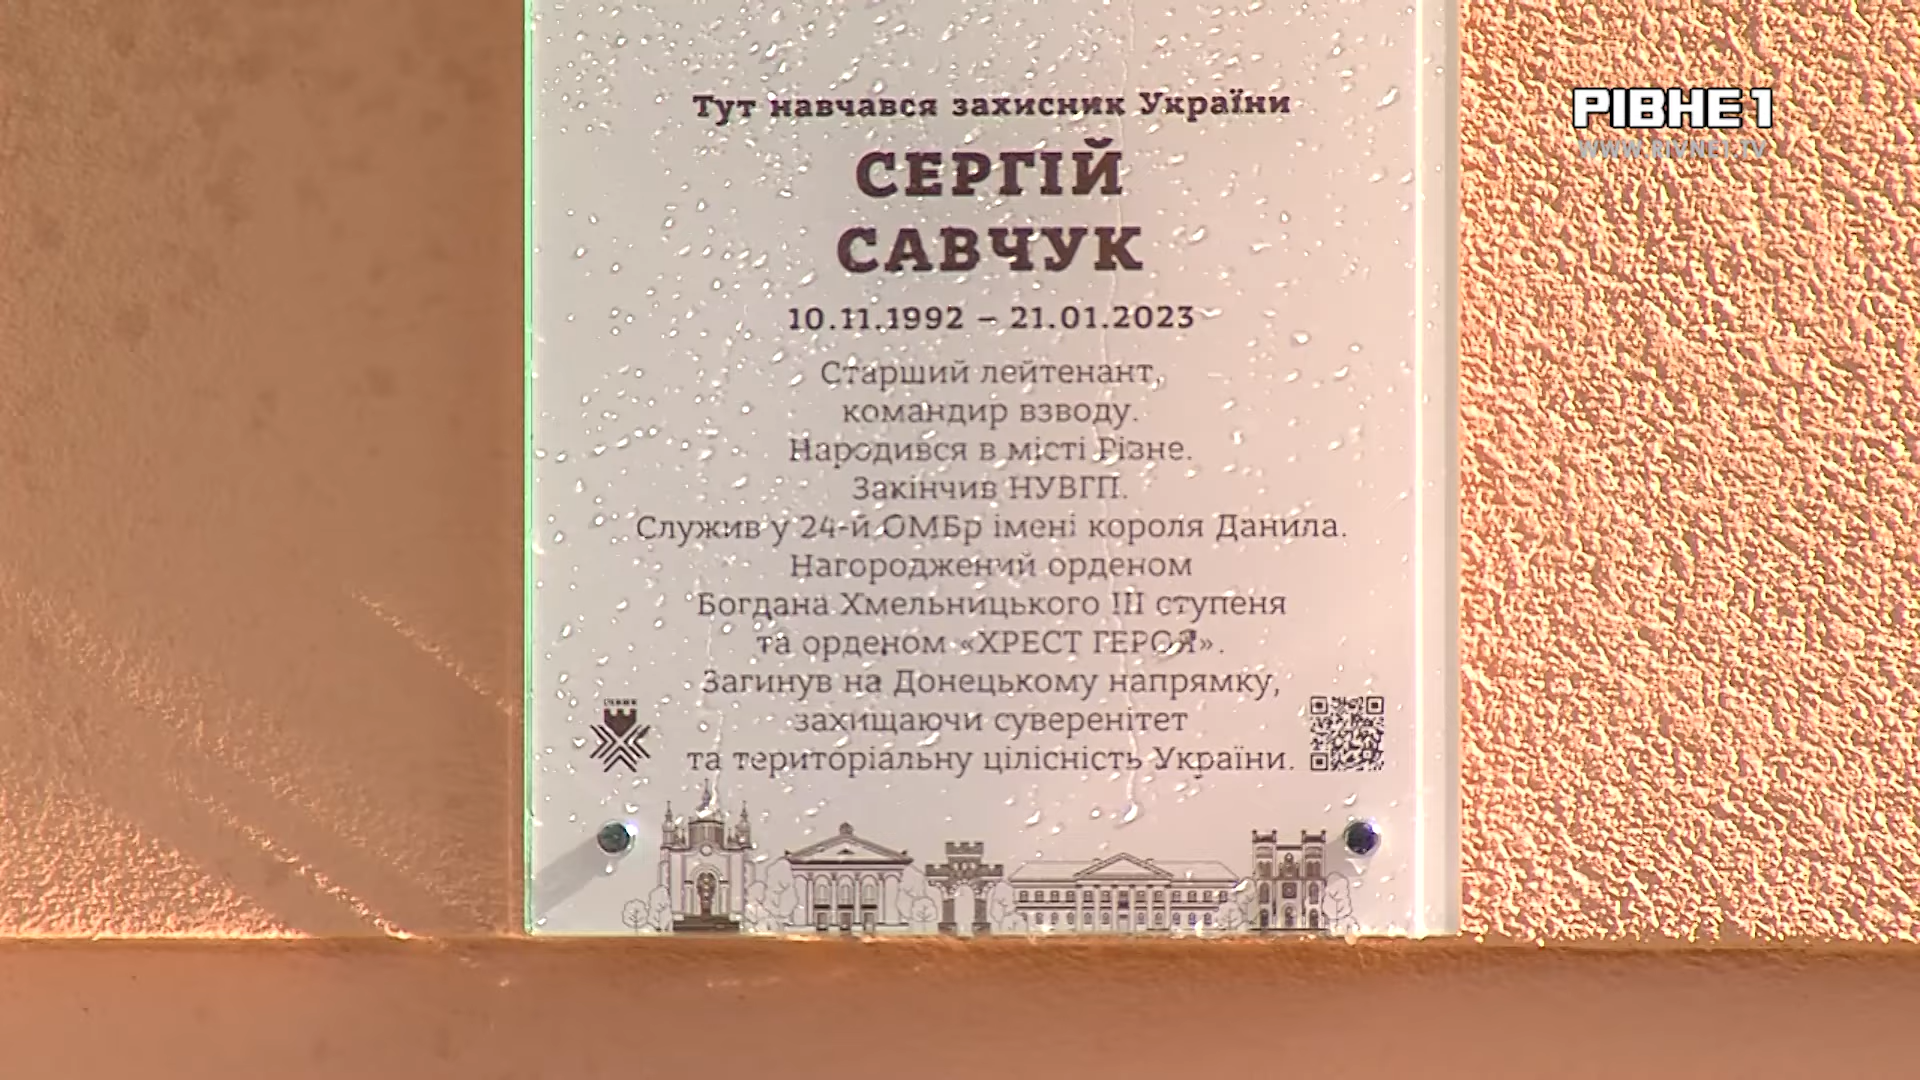 РІВНЕ 1
WWW.RIVNE1.TV
Тут навчався захисник України
СЕРГІЙ
САВЧУК
10.11.1992 – 21.01.2023
Старший лейтенант,
командир взводу.
Народився в місті Рівне.
Закінчив НУВГП.
Служив у 24-й ОМБр імені короля Данила.
Нагороджений орденом
Богдана Хмельницького III ступеня
та орденом «ХРЕСТ ГЕРОЯ».
Загинув на Донецькому напрямку,
захищаючи суверенітет
та територіальну цілісність України.